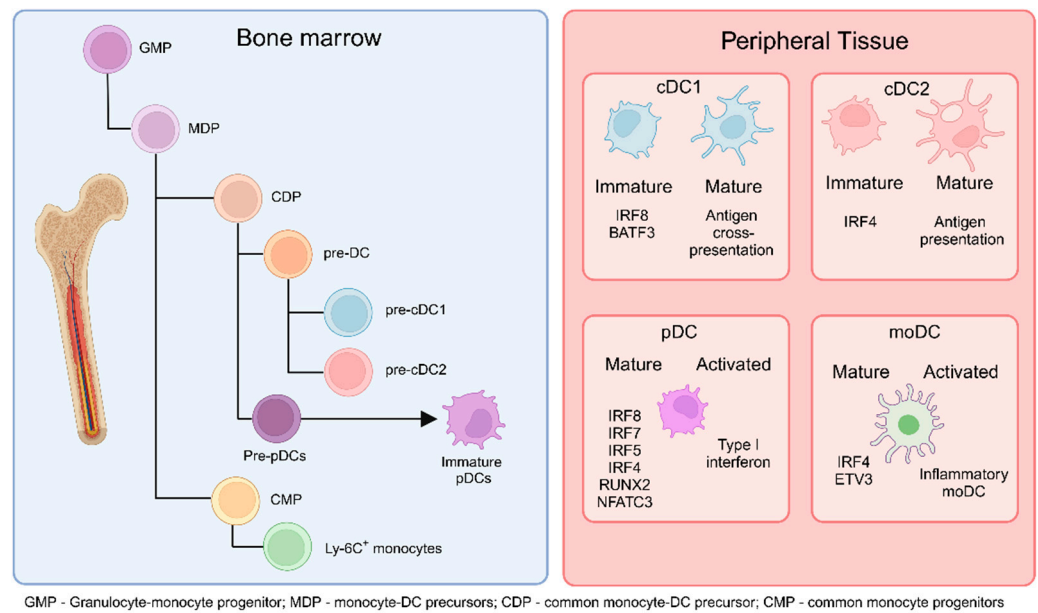 Bone marrow
GMP
MDP
CDP
pre-DC
pre-cDC1
pre-cDC2
Pre-pDCs
Immature
pDCs
CMP
Ly-6C+ monocytes
Peripheral Tissue
cDC1
Immature
Mature
IRF8
BATF3
Antigen
cross-
presentation
cDC2
Immature
Mature
IRF4
Antigen
presentation
pDC
Mature
Activated
IRF8
IRF7
IRF5
IRF4
RUNX2
NFATC3
Type I
interferon
moDC
Mature
Activated
IRF4
ETV3
Inflammatory
moDC
GMP - Granulocyte-monocyte progenitor; MDP - monocyte-DC precursors; CDP - common monocyte-DC precursor; CMP - common monocyte progenitors